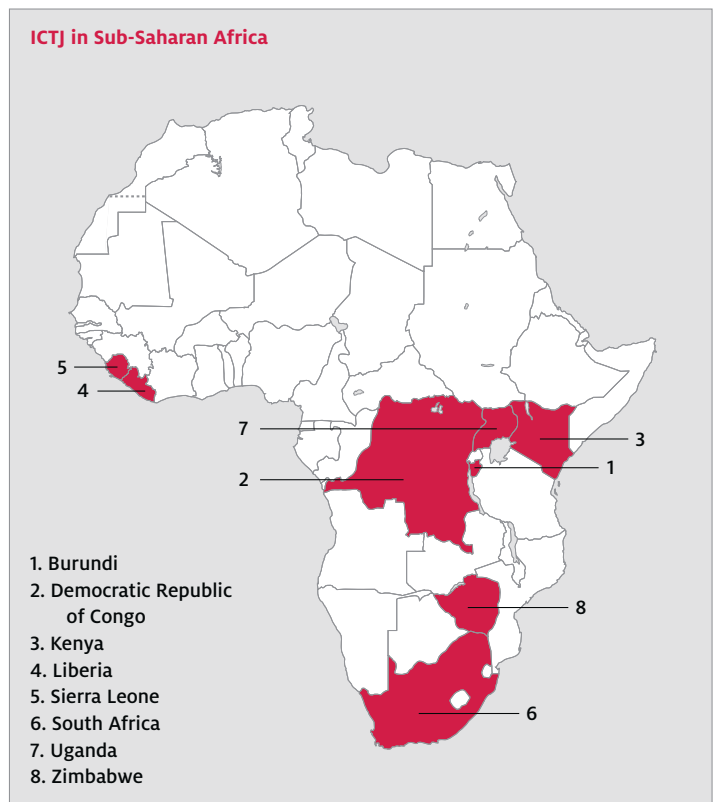 ICTJ in Sub-Saharan Africa
5
4
7
3
1
2
1. Burundi
2. Democratic Republic
of Congo
3. Kenya
8
4. Liberia
5. Sierra Leone
6. South Africa
6
7. Uganda
8. Zimbabwe